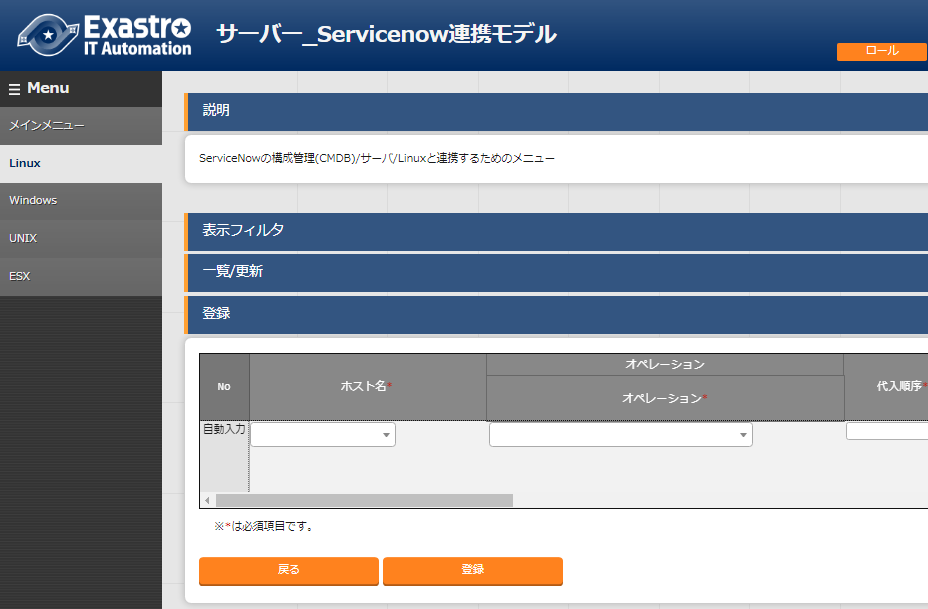 Exastro
IT Automation
サーバー_Servicenow連携モデル
ロール
Menu
メインメニュー
Linux
Windows
UNIX
ESX
説明
ServiceNowの構成管理(CMDB)/サーバ/Linuxと連携するためのメニュー
表示フィルタ
一覧/更新
登録
No
ホスト名*
オペレーション
オペレーション*
代入順序*
自動入力
※*は必須項目です。
戻る
登録